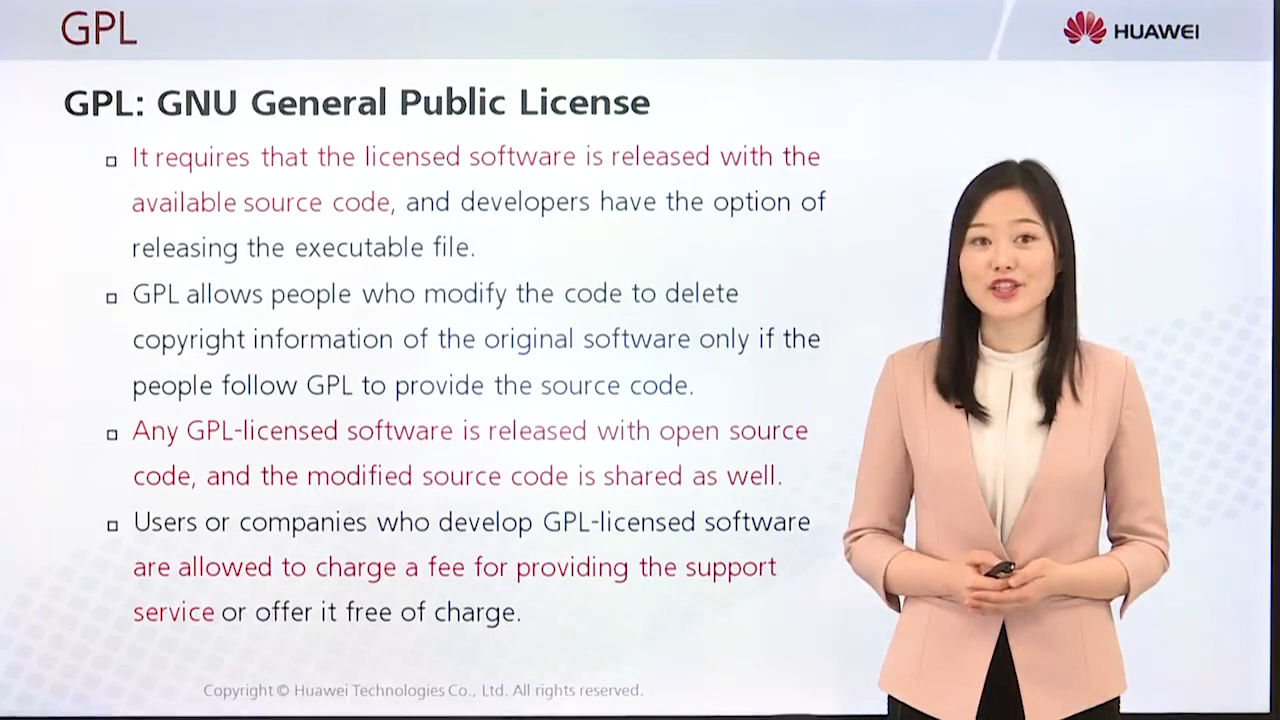 GPL
HUAWEI
GPL: GNU General Public License
It requires that the licensed software is released with the
available source code, and developers have the option of
releasing the executable file.
GPL allows people who modify the code to delete
copyright information of the original software only if the
people follow GPL to provide the source code.
Any GPL-licensed software is released with open source
code, and the modified source code is shared as well.
Users or companies who develop GPL-licensed software
are allowed to charge a fee for providing the support
service or offer it free of charge.
Copyright © Huawei Technologies Co., Ltd. All rights reserved.